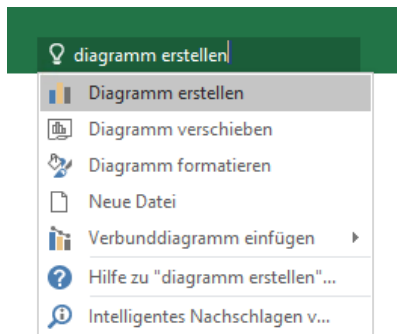 diagramm erstellen
Diagramm erstellen
Diagramm verschieben
Diagramm formatieren
Neue Datei
Verbunddiagramm einfügen
Hilfe zu "diagramm erstellen"...
Intelligentes Nachschlagen v...